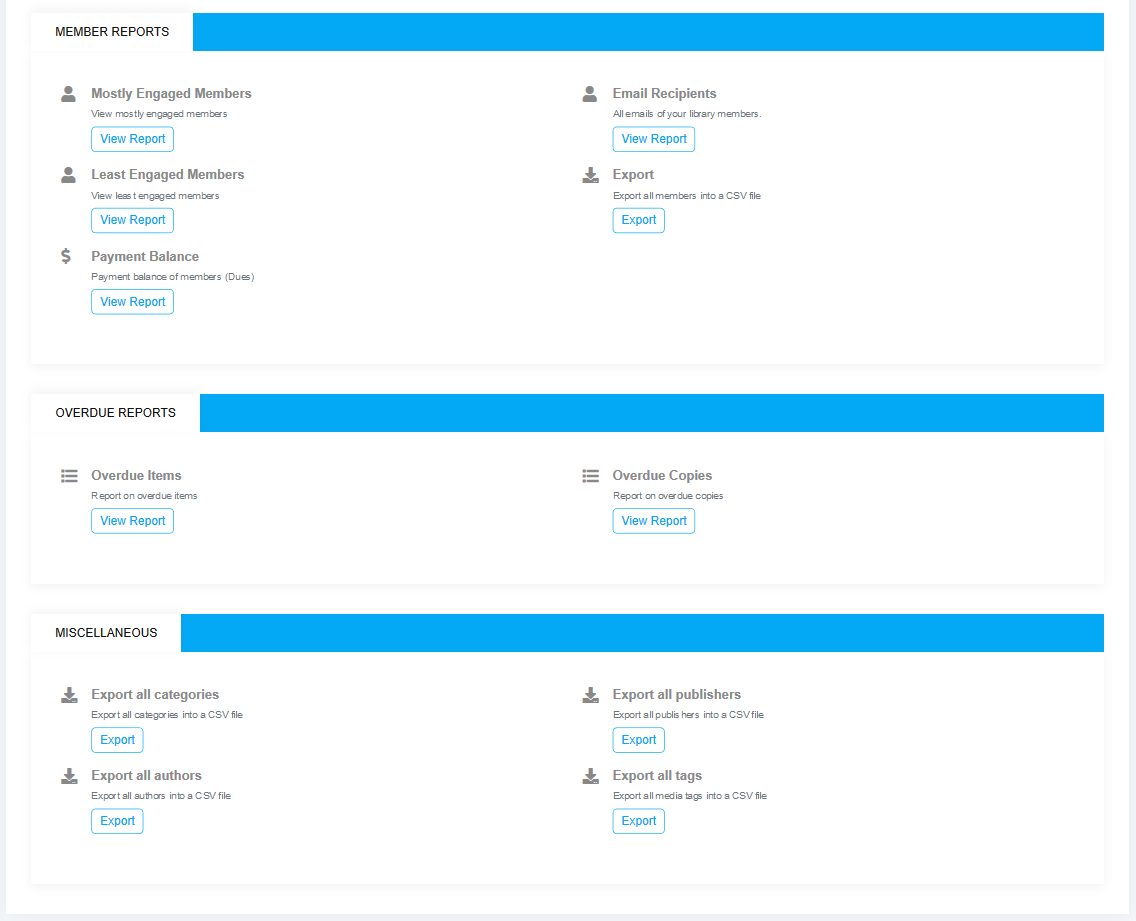 MEMBER REPORTS
Mostly Engaged Members
View mostly engaged members
View Report
Email Recipients
All emails of your library members.
View Report
Least Engaged Members
View least engaged members
View Report
Export
Export all members into a CSV file
Export
Payment Balance
Payment balance of members (Dues)
View Report
OVERDUE REPORTS
Overdue Items
Report on overdue items
View Report
Overdue Copies
Report on overdue copies
View Report
MISCELLANEOUS
Export all categories
Export all categories into a CSV file
Export
Export all publishers
Export all publishers into a CSV file
Export
Export all authors
Export all authors into a CSV file
Export
Export all tags
Export all media tags into a CSV file
Export